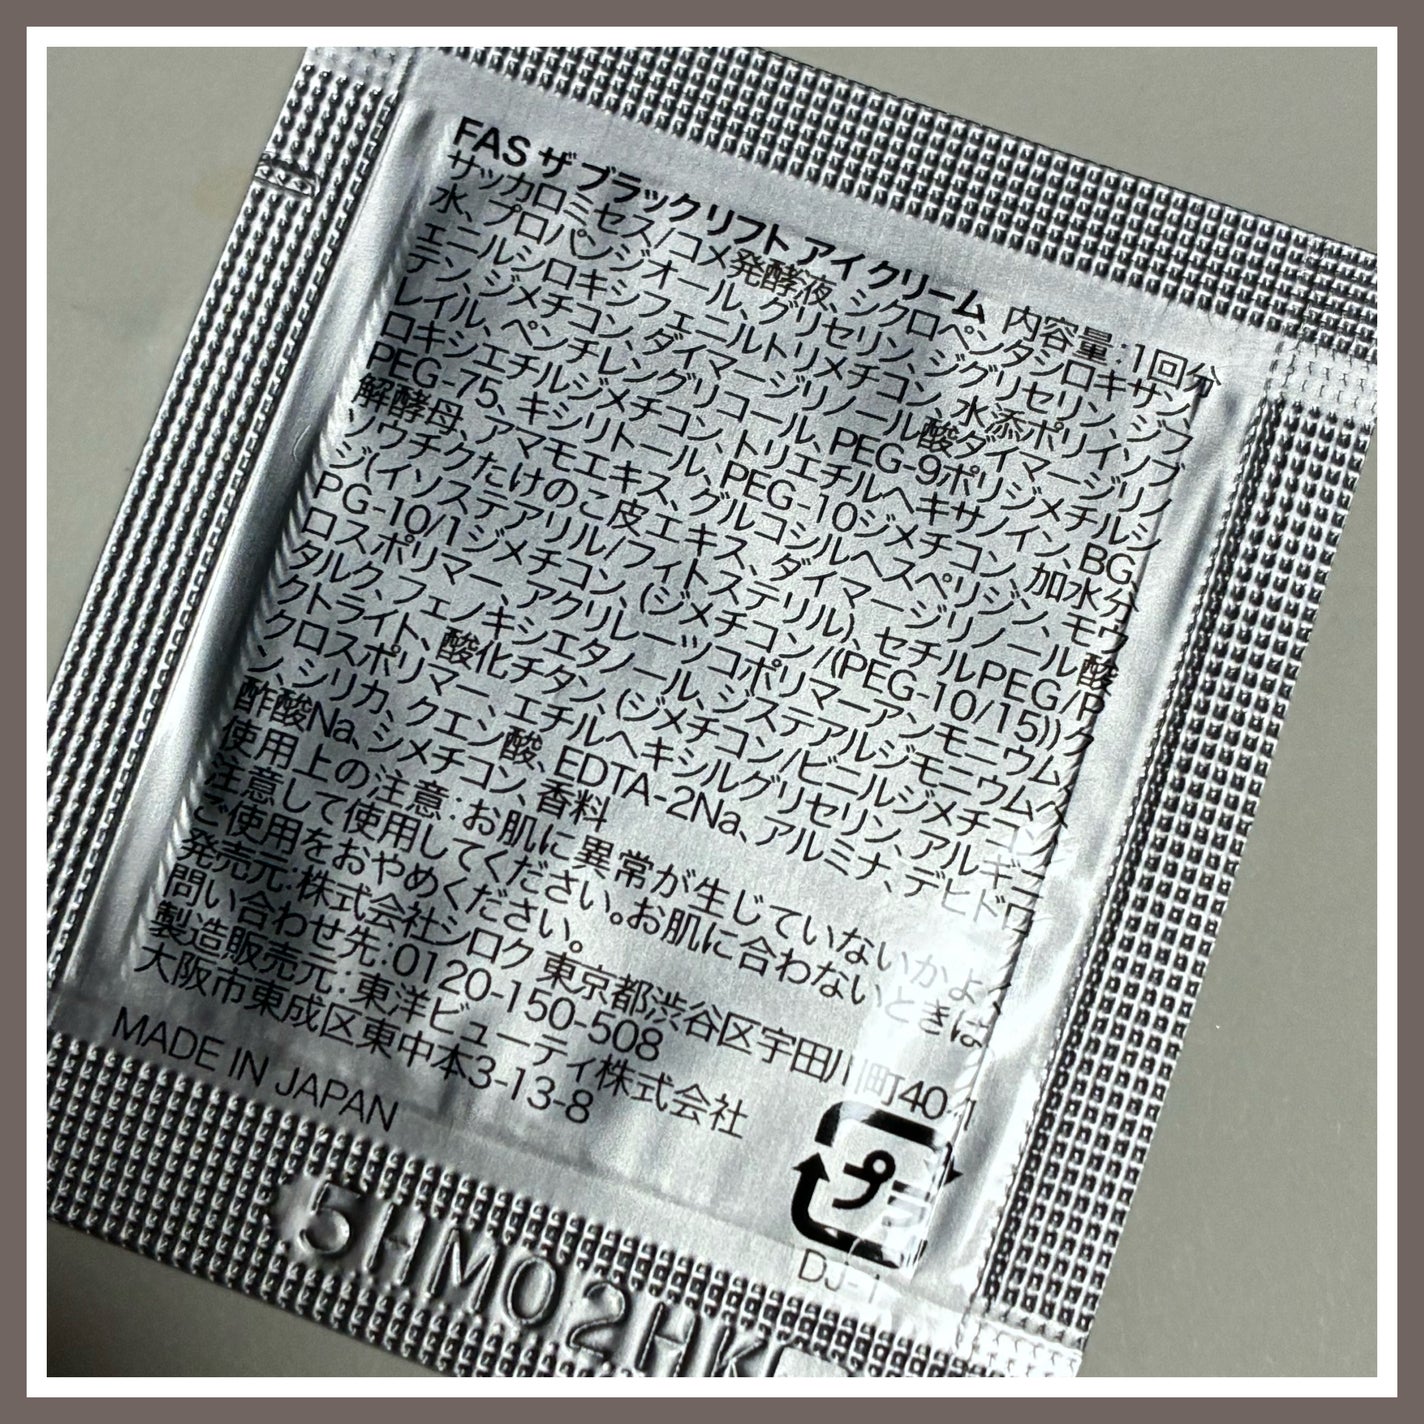 FAS ザ ブラック リフト アイ クリーム 内容量:1回分
サッカロミセス/コメ発酵液、シクロペンタシロキサン、
水、プロパンジオール、グリセリン、ジグリセリン、ジフ
ェニルシロキシフェニルトリメチコン、水添ポリイソブ
テン、ジメチコン、ダイマージリノール酸ダイマージリノ
レイル、ペンチレングリコール、PEG-9ポリジメチルシ
ロキシエチルジメチコン、トリエチルヘキサノイン、BG、
PEG-75、キシリトール、PEG-10ジメチコン、加水分
解酵母、アマモエキス、グルコシルヘスペリジン、モウ
ソウチクたけのこ皮エキス、ダイマージリノール酸
ジ(イソステアリル/フィトステリル)、セチルPEG/P
PG-10/1ジメチコン、(ジメチコン/(PEG-10/15))ク
ロスポリマー、アクリレーツコポリマーアンモニウム、
タルク、フェノキシエタノール、ジステアルジモニウムヘ
クトライト、酸化チタン、(ジメチコン/ビニルジメチコン)
クロスポリマー、エチルヘキシルグリセリン、アルギニ
ン、シリカ、クエン酸、EDTA-2Na、アルミナ、デヒドロ
酢酸Na、シメチコン、香料
使用上の注意:お肌に異常が生じていないかよく
注意して使用してください。お肌に合わないときは
ご使用をおやめください。
発売元:株式会社シロク 東京都渋谷区宇田川町40-1
問い合わせ先:0120-150-508
製造販売元:東洋ビューティ株式会社
大阪市東成区東中本3-13-8
MADE IN JAPAN
プラ
DJ-1
5HM02HK